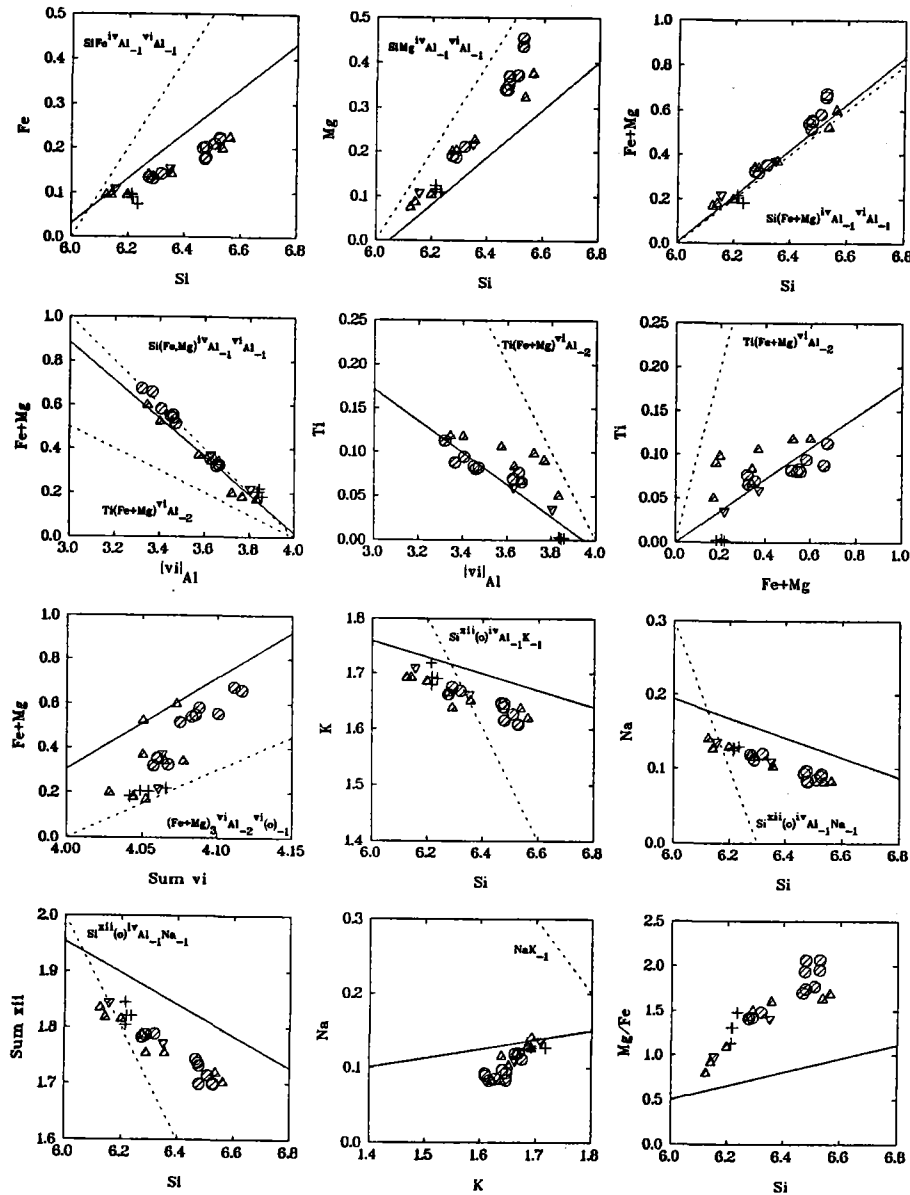 0.5 0.4 0.3 0.2 0.1 0.0
Fe
SiFe^{iv}Al_{-1}^{vi}Al_{-1}
6.0 6.2 6.4 6.6 6.8
Si
0.5 0.4 0.3 0.2 0.1 0.0
Mg
SiMg^{iv}Al_{-1}^{vi}Al_{-1}
6.0 6.2 6.4 6.6 6.8
Si
1.0 0.8 0.6 0.4 0.2 0.0
Fe+Mg
Si(Fe+Mg)^{iv}Al_{-1}^{vi}Al_{-1}
6.0 6.2 6.4 6.6 6.8
Si
1.0 0.8 0.6 0.4 0.2 0.0
Fe+Mg
Si(Fe,Mg)^{iv}Al_{-1}^{vi}Al_{-1}
Ti(Fe+Mg)^{vi}Al_{-2}
3.0 3.2 3.4 3.6 3.8 4.0
[vi]Al
0.25 0.20 0.15 0.10 0.05 0.00
Ti
Ti(Fe+Mg)^{vi}Al_{-2}
3.0 3.2 3.4 3.6 3.8 4.0
[vi]Al
0.25 0.20 0.15 0.10 0.05 0.00
Ti
Ti(Fe+Mg)^{vi}Al_{-2}
0.0 0.2 0.4 0.6 0.8 1.0
Fe+Mg
1.0 0.8 0.6 0.4 0.2 0.0
Fe+Mg
(Fe+Mg)_3^{vi}Al_{-2}^{vi}(o)_{-1}
4.00 4.05 4.10 4.15
Sum vi
1.8 1.7 1.6 1.5 1.4
K
Si^{xii}(o)^{iv}Al_{-1}K_{-1}
6.0 6.2 6.4 6.6 6.8
Si
0.3 0.2 0.1 0.0
Na
Si^{xii}(o)^{iv}Al_{-1}Na_{-1}
6.0 6.2 6.4 6.6 6.8
Si
2.0 1.9 1.8 1.7 1.6
Sum xii
Si^{xii}(o)^{iv}Al_{-1}Na_{-1}
6.0 6.2 6.4 6.6 6.8
Si
0.3 0.2 0.1 0.0
Na
NaK_{-1}
1.4 1.5 1.6 1.7 1.8
K
2.5 2.0 1.5 1.0 0.5 0.0
Mg/Fe
6.0 6.2 6.4 6.6 6.8
Si